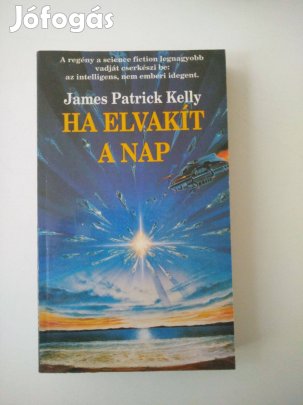 Jófogás
A regény a science fiction legnagyobb
vadját cserkészi be:
az intelligens, nem emberi idegent.
James Patrick Kelly
HA ELVAKÍT
A NAP